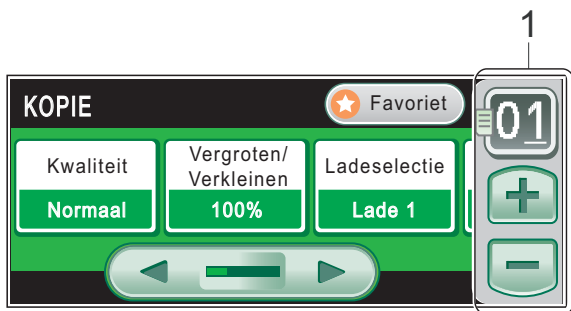 1
KOPIE
Favoriet
01
Kwaliteit
Normaal
Vergroten/
Verkleinen
100%
Ladeselectie
Lade 1